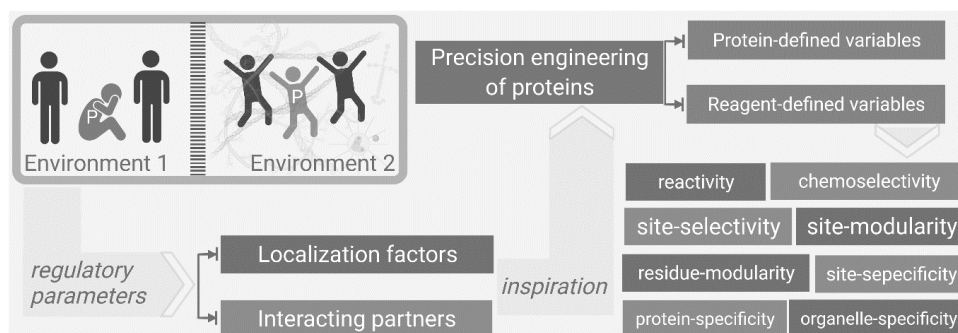 P
Environment 1
P
Environment 2
regulatory
parameters
Localization factors
Interacting partners
inspiration
Precision engineering
of proteins
Protein-defined variables
Reagent-defined variables
reactivity
chemoselectivity
site-selectivity
site-modularity
residue-modularity
site-sepecificity
protein-specificity
organelle-specificity